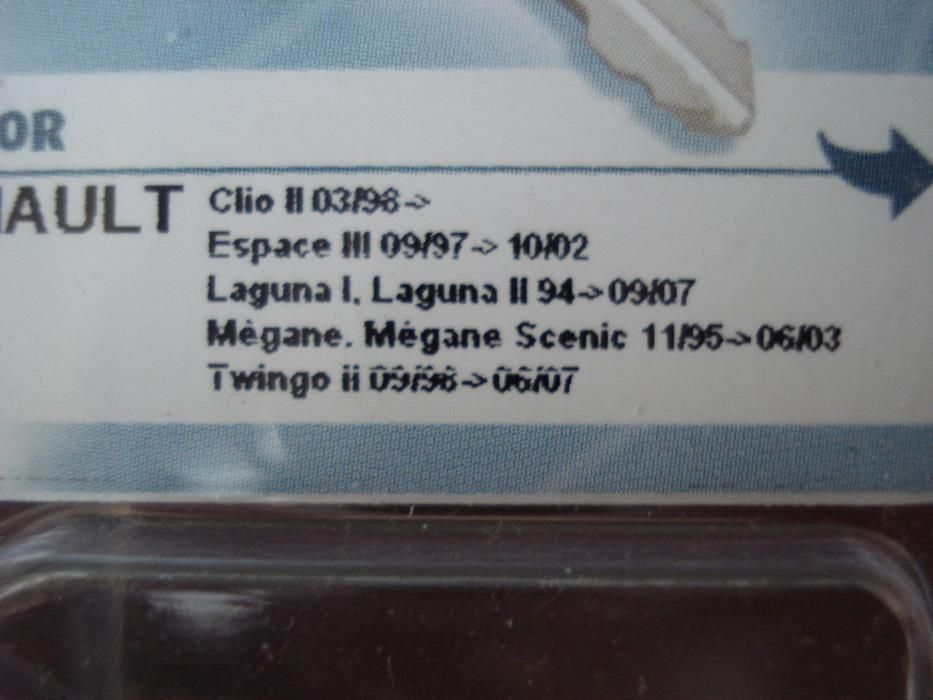 OR
NAULT
Clio II 03/98->
Espace III 09/97-> 10/02
Laguna I, Laguna II 94->09/07
Mègane. Mégane Scenic 11/95->06/03
Twingo ii 09/98->06/07